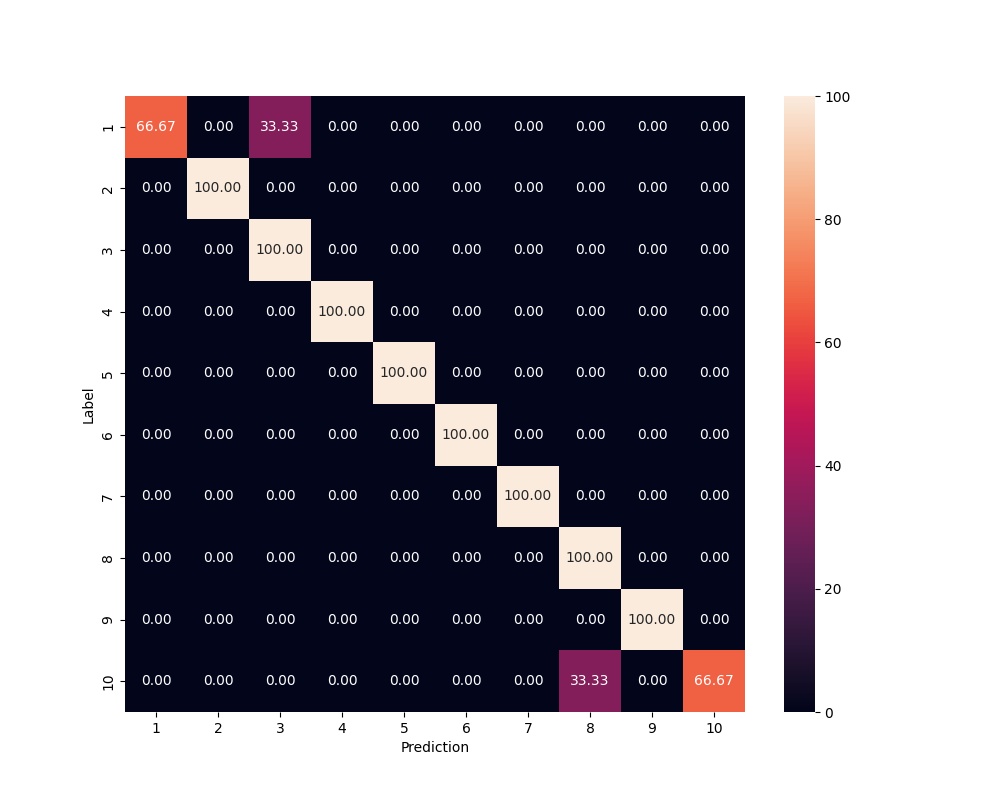 100
1 66.67 0.00 33.33 0.00 0.00 0.00 0.00 0.00 0.00 0.00
2 0.00 100.00 0.00 0.00 0.00 0.00 0.00 0.00 0.00 0.00
80
3 0.00 0.00 100.00 0.00 0.00 0.00 0.00 0.00 0.00 0.00
4 0.00 0.00 0.00 100.00 0.00 0.00 0.00 0.00 0.00 0.00
60
5 0.00 0.00 0.00 0.00 100.00 0.00 0.00 0.00 0.00 0.00
Label
6 0.00 0.00 0.00 0.00 0.00 100.00 0.00 0.00 0.00 0.00
40
7 0.00 0.00 0.00 0.00 0.00 0.00 100.00 0.00 0.00 0.00
8 0.00 0.00 0.00 0.00 0.00 0.00 0.00 100.00 0.00 0.00
20
9 0.00 0.00 0.00 0.00 0.00 0.00 0.00 0.00 100.00 0.00
10 0.00 0.00 0.00 0.00 0.00 0.00 0.00 33.33 0.00 66.67
0
1 2 3 4 5 6 7 8 9 10
Prediction